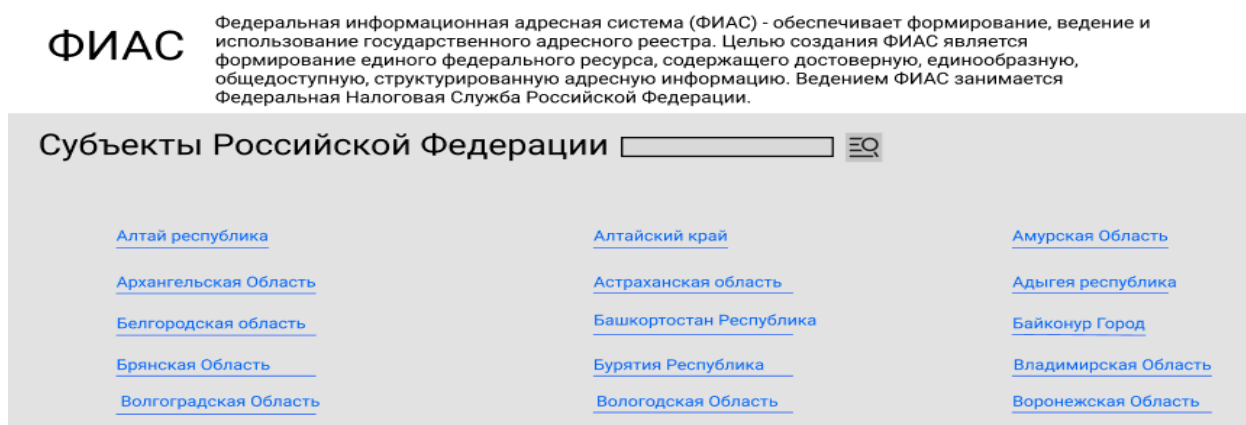 ФИАС
Федеральная информационная адресная система (ФИАС) - обеспечивает формирование, ведение и
использование государственного адресного реестра. Целью создания ФИАС является
формирование единого федерального ресурса, содержащего достоверную, единообразную,
общедоступную, структурированную адресную информацию. Ведением ФИАС занимается
Федеральная Налоговая Служба Российской Федерации.
Субъекты Российской Федерации
Алтай республика Алтайский край Амурская Область
Архангельская Область Астраханская область Адыгея республика
Белгородская область Башкортостан Республика Байконур Город
Брянская Область Бурятия Республика Владимирская Область
Волгоградская Область Вологодская Область Воронежская Область